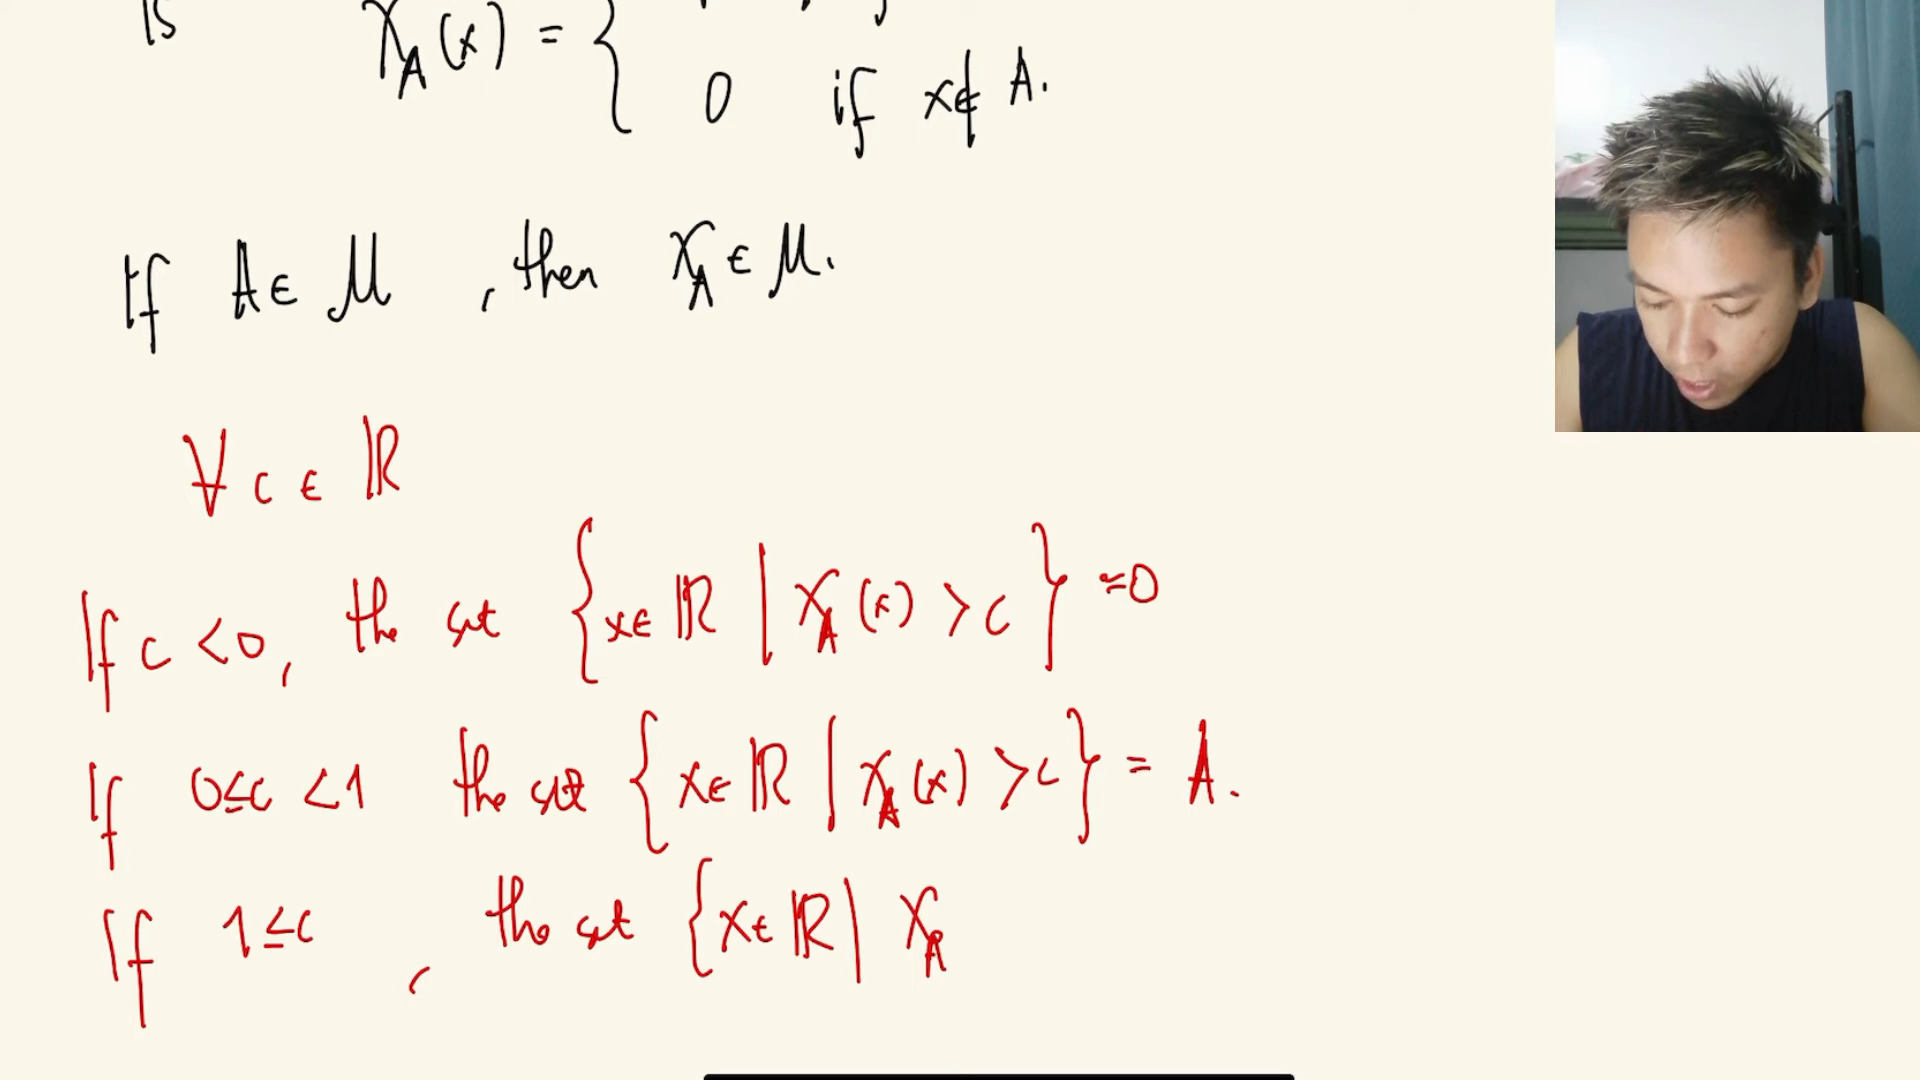 is χ_A(x) = {
0 if x∉A.
If A∈ℳ, then χ_A∈ℳ.
∀c∈ℝ
If c<0, the set {x∈ℝ | χ_A(x)>c} =0
If 0≤c<1 the set {x∈ℝ | χ_A(x)>c} = A.
If 1≤c, the set {x∈ℝ | χ_A